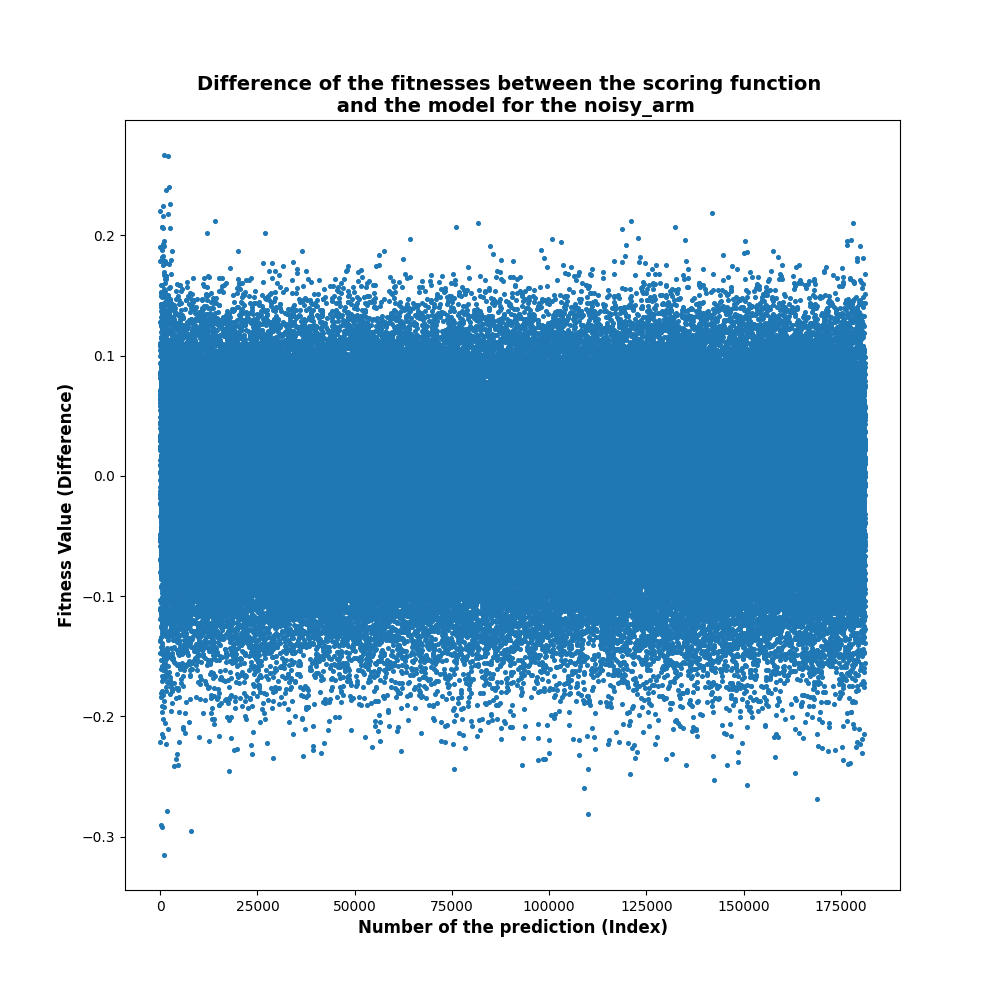 Difference of the fitnesses between the scoring function
and the model for the noisy_arm
Fitness Value (Difference)
0.2
0.1
0.0
−0.1
−0.2
−0.3
0 25000 50000 75000 100000 125000 150000 175000
Number of the prediction (Index)